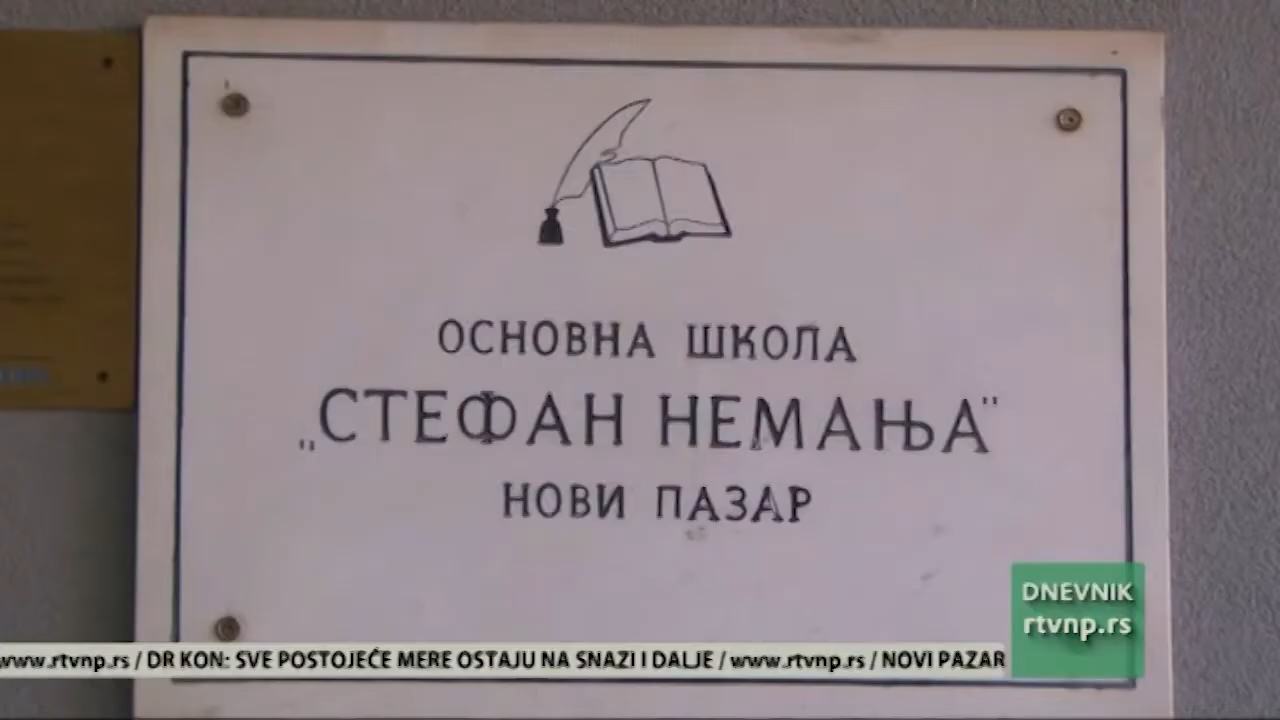 ОСНОВНА ШКОЛА
„СТЕФАН НЕМАЊА"
НОВИ ПАЗАР
DNEVNIK
rtvnp.rs
www.rtvnp.rs / DR KON: SVE POSTOJEĆE MERE OSTAJU NA SNAZI I DALJE / www.rtvnp.rs / NOVI PAZAR